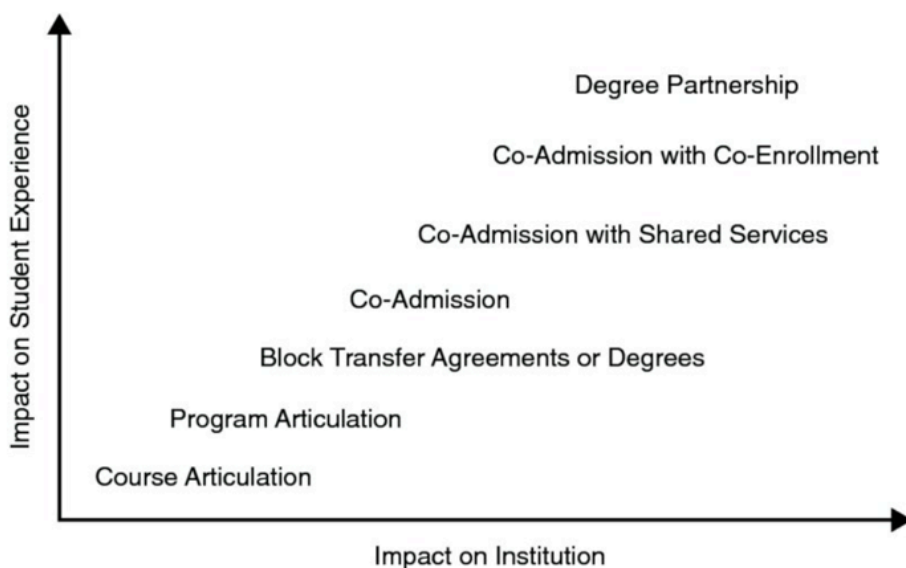 Impact on Student Experience
Degree Partnership
Co-Admission with Co-Enrollment
Co-Admission with Shared Services
Co-Admission
Block Transfer Agreements or Degrees
Program Articulation
Course Articulation
Impact on Institution